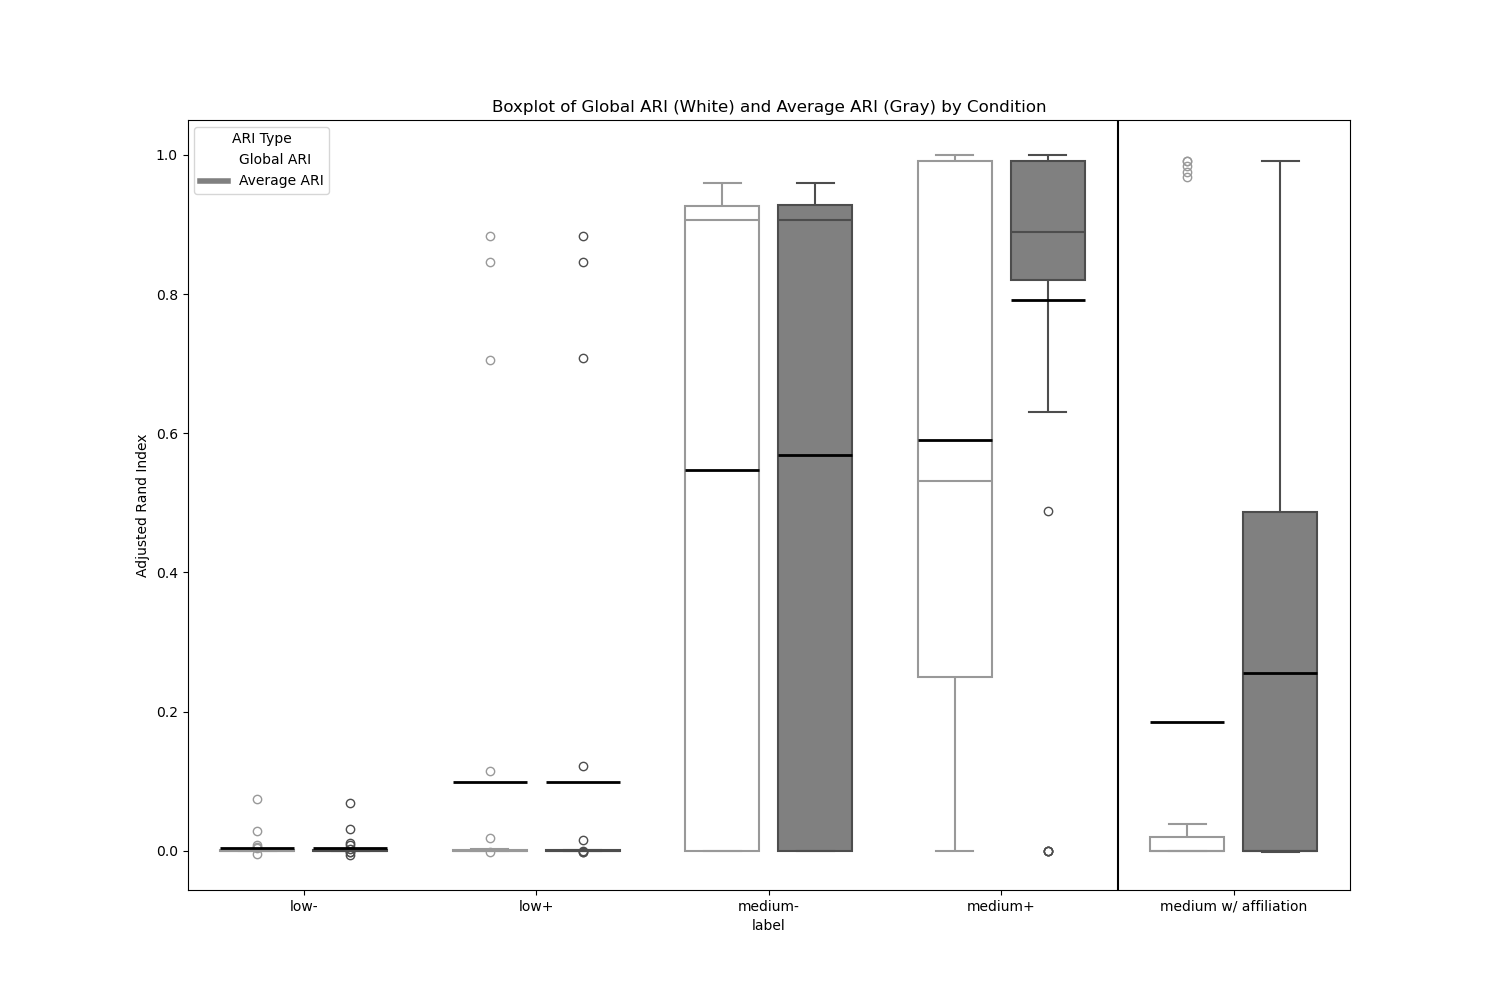 Boxplot of Global ARI (White) and Average ARI (Gray) by Condition
ARI Type
Global ARI
Average ARI
Adjusted Rand Index
1.0
0.8
0.6
0.4
0.2
0.0
low-
low+
medium-
medium+
medium w/ affiliation
label